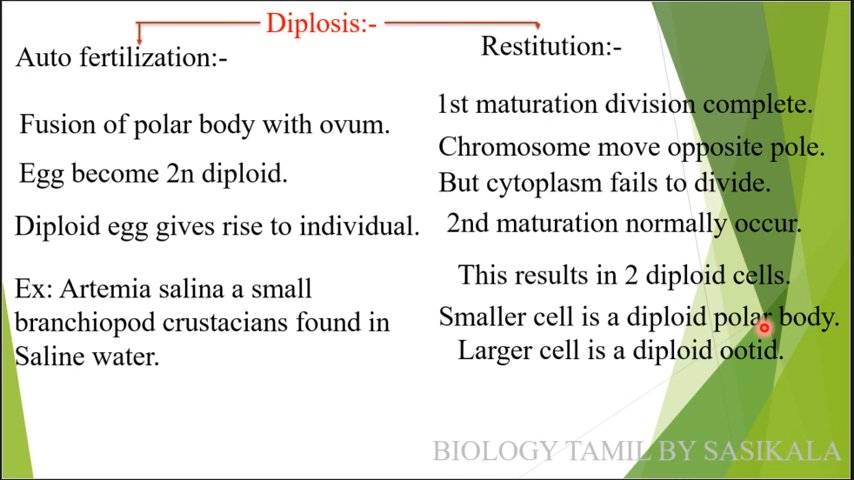 Diplosis:-
Auto fertilization:-
Fusion of polar body with ovum.
Egg become 2n diploid.
Diploid egg gives rise to individual.
Ex: Artemia salina a small
branchiopod crustacians found in
Saline water.
Restitution:-
1st maturation division complete.
Chromosome move opposite pole.
But cytoplasm fails to divide.
2nd maturation normally occur.
This results in 2 diploid cells.
Smaller cell is a diploid polar body.
Larger cell is a diploid ootid.
BIOLOGY TAMIL BY SASIKALA